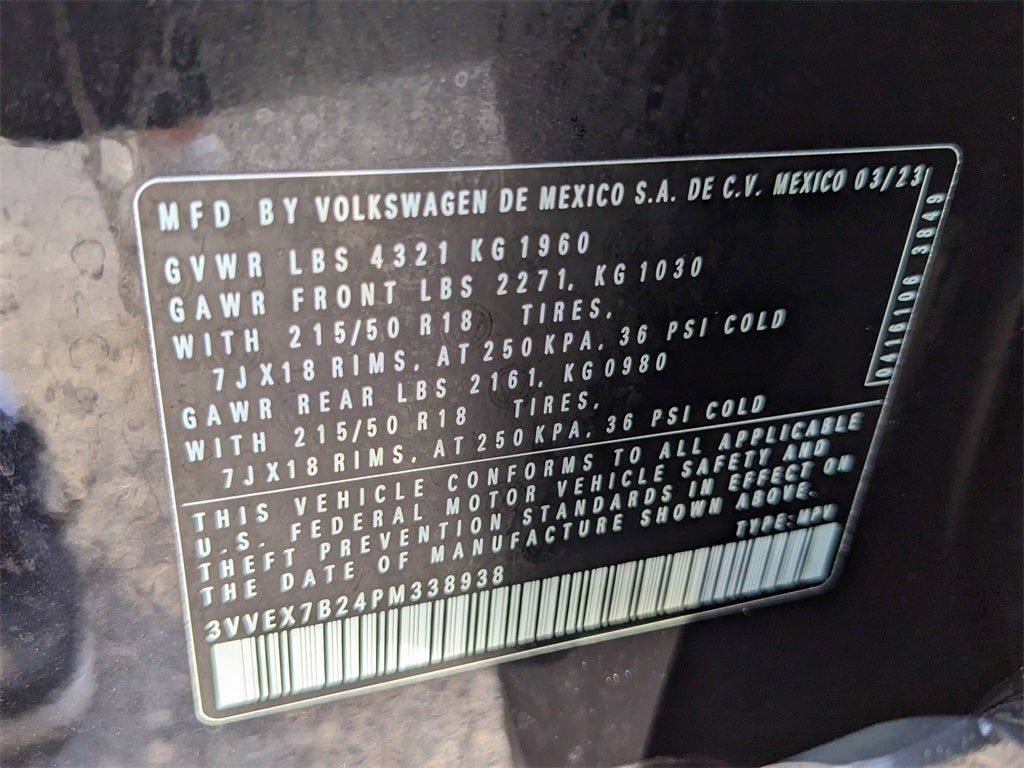 MFD BY VOLKSWAGEN DE MEXICO S.A. DE C.V. MEXICO 03/23
GVWR LBS 4321 KG 1960
GAWR FRONT LBS 2271, KG 1030
WITH 215/50 R18 TIRES,
7JX18 RIMS, AT 250 KPA, 36 PSI COLD
GAWR REAR LBS 2161, KG 0980
WITH 215/50 R18 TIRES,
7JX18 RIMS, AT 250 KPA, 36 PSI COLD
THIS VEHICLE CONFORMS TO ALL APPLICABLE
U.S. FEDERAL MOTOR VEHICLE SAFETY AND
THEFT PREVENTION STANDARDS IN EFFECT ON
THE DATE OF MANUFACTURE SHOWN ABOVE.
TYPE: MPV
3VVEX7B24PM338938
0416106 3849